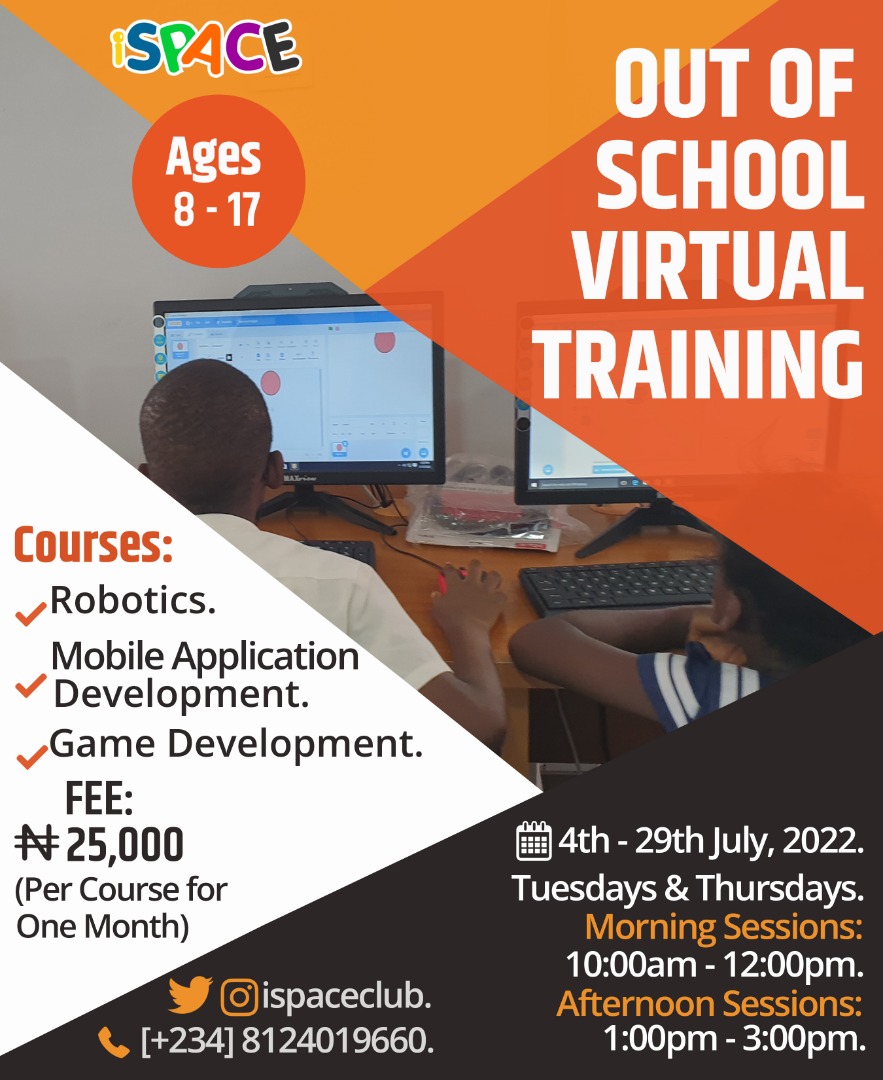 iSPACE
Ages
8 - 17
OUT OF
SCHOOL
VIRTUAL
TRAINING
Courses:
Robotics.
Mobile Application
Development.
Game Development.
FEE:
₦ 25,000
(Per Course for
One Month)
4th - 29th July, 2022.
Tuesdays & Thursdays.
Morning Sessions:
10:00am - 12:00pm.
Afternoon Sessions:
1:00pm - 3:00pm.
ispaceclub.
[+234] 8124019660.